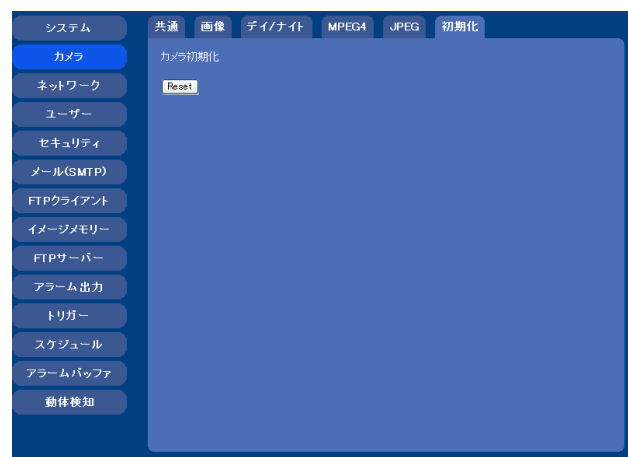 システム
カメラ
ネットワーク
ユーザー
セキュリティ
メール(SMTP)
FTPクライアント
イメージメモリー
FTPサーバー
アラーム出力
トリガー
スケジュール
アラームバッファ
動体検知
共通 画像 デイ/ナイト MPEG4 JPEG 初期化
カメラ初期化
Reset